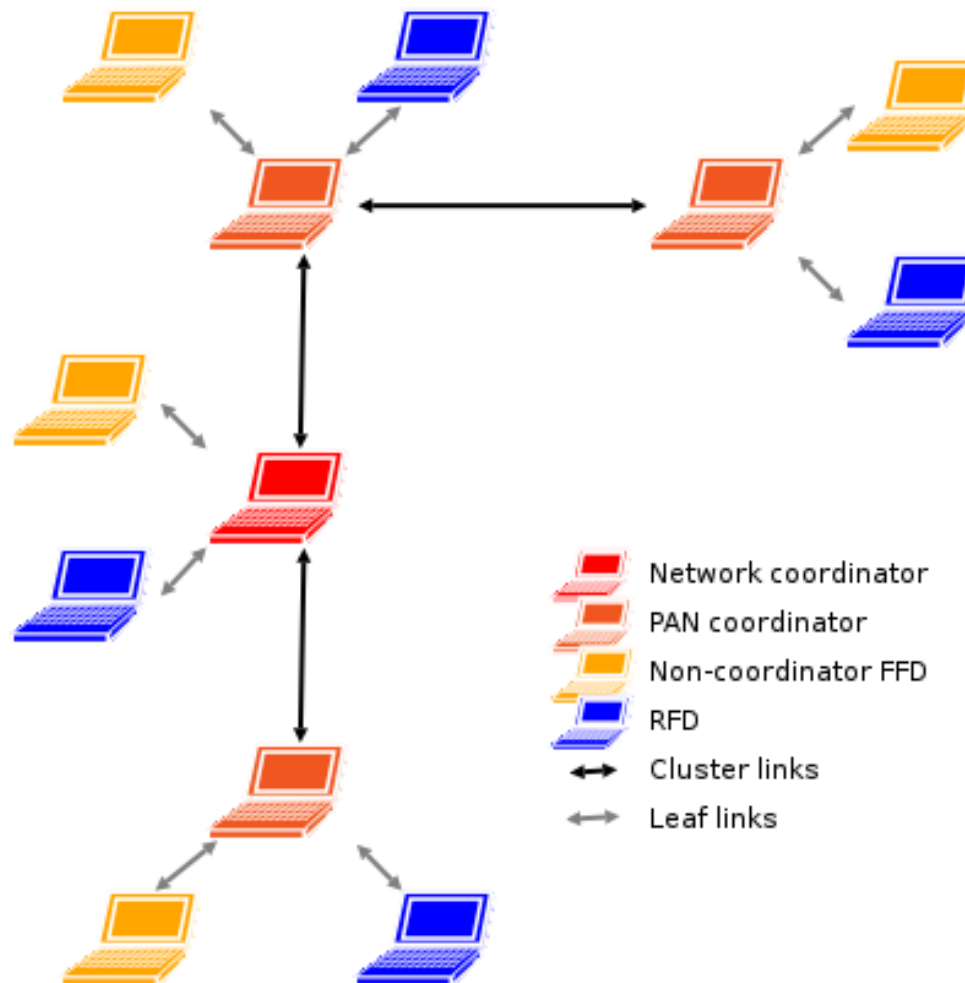 Network coordinator
PAN coordinator
Non-coordinator FFD
RFD
Cluster links
Leaf links